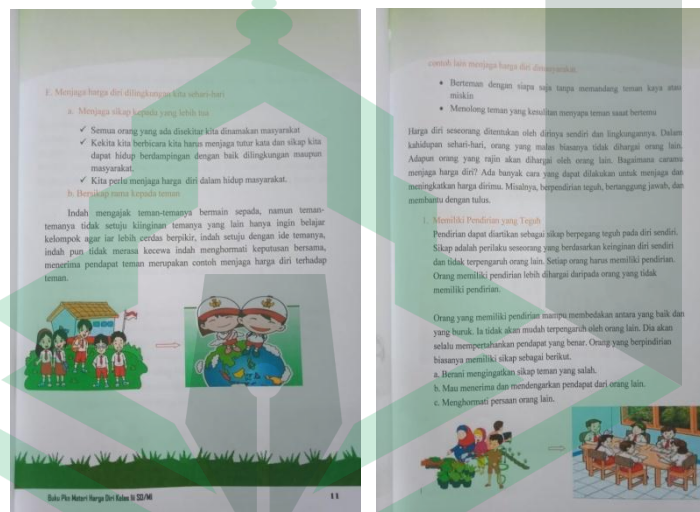 E. Menjaga harga diri dilingkungan kita sehari-hari
a. Menjaga sikap kepada yang lebih tua
✓ Semua orang yang ada disekitar kita dinamakan masyarakat
✓ Kekita kita berbicara kita harus menjaga tutur kata dan sikap kita
dapat hidup berdampingan dengan baik dilingkungan maupun
masyarakat.
✓ Kita perlu menjaga harga diri dalam hidup masyarakat.
b. Bersikap kepada teman
Indah mengajak teman-temanya bermain sepada, namun teman-
temanya tidak setuju kiinginan temanya yang lain hanya ingin belajar
kelompok agar iar lebih cerdas berpikir, indah setuju dengan ide temanya,
indah pun tidak merasa kecewa indah menghormati keputusan bersama,
menerima pendapat teman merupakan contoh menjaga harga diri terhadap
teman.
Buku Pkn Materi Harga Diri Kelas III SD/MI
contoh lain menjaga harga diri dimasyarakat
• Berteman dengan siapa saja tanpa memandang teman kaya atau
miskin
• Menolong teman yang kesulitan menyapa teman saaat bertemu
Harga diri seseorang ditentukan oleh dirinya sendiri dan lingkungannya. Dalam
kahidupan sehari-hari, orang yang malas biasanya tidak dihargai orang lain.
Adapun orang yang rajin akan dihargai oleh orang lain. Bagaimana caramu
menjaga harga diri? Ada banyak cara yang dapat dilakukan untuk menjaga dan
meningkatkan harga dirimu. Misalnya, berpendirian teguh, bertanggung jawab, dan
membantu dengan tulus.
1. Memiliki Pendirian yang Teguh
Pendirian dapat diartikan sebagai sikap berpegang teguh pada diri sendiri.
Sikap adalah perilaku seseorang yang berdasarkan keinginan diri sendiri
dan tidak terpengaruh orang lain. Setiap orang harus memiliki pendirian.
Orang memiliki pendirian lebih dihargai daripada orang yang tidak
memiliki pendirian.
Orang yang memiliki pendirian mampu membedakan antara yang baik dan
yang buruk. Ia tidak akan mudah terpengaruh oleh orang lain. Dia akan
selalu mempertahankan pendapat yang benar. Orang yang berpindirian
biasanya memiliki sikap sebagai berikut.
a. Berani mengingatkan sikap teman yang salah.
b. Mau menerima dan mendengarkan pendapat dari orang lain.
c. Menghormati persaan orang lain.